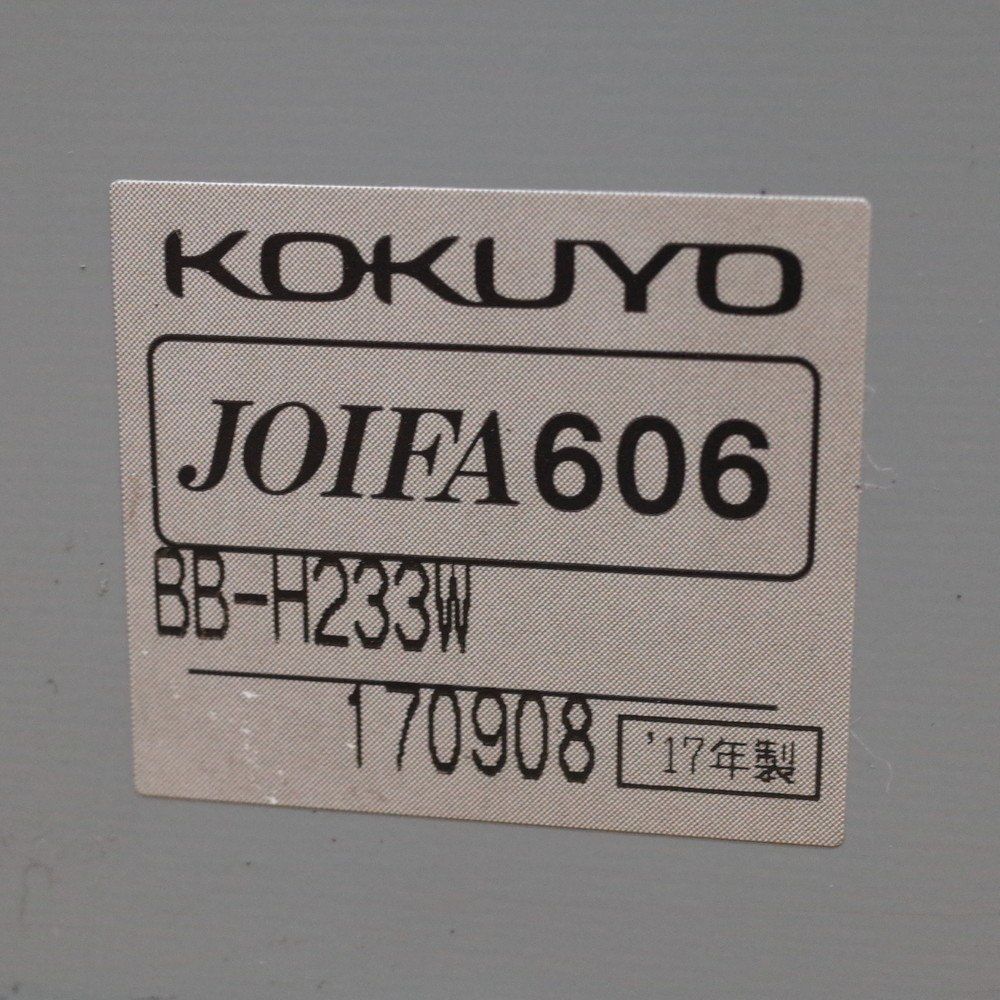 KOKUYO
JOIFA606
BB-H233W
170908 '17年製